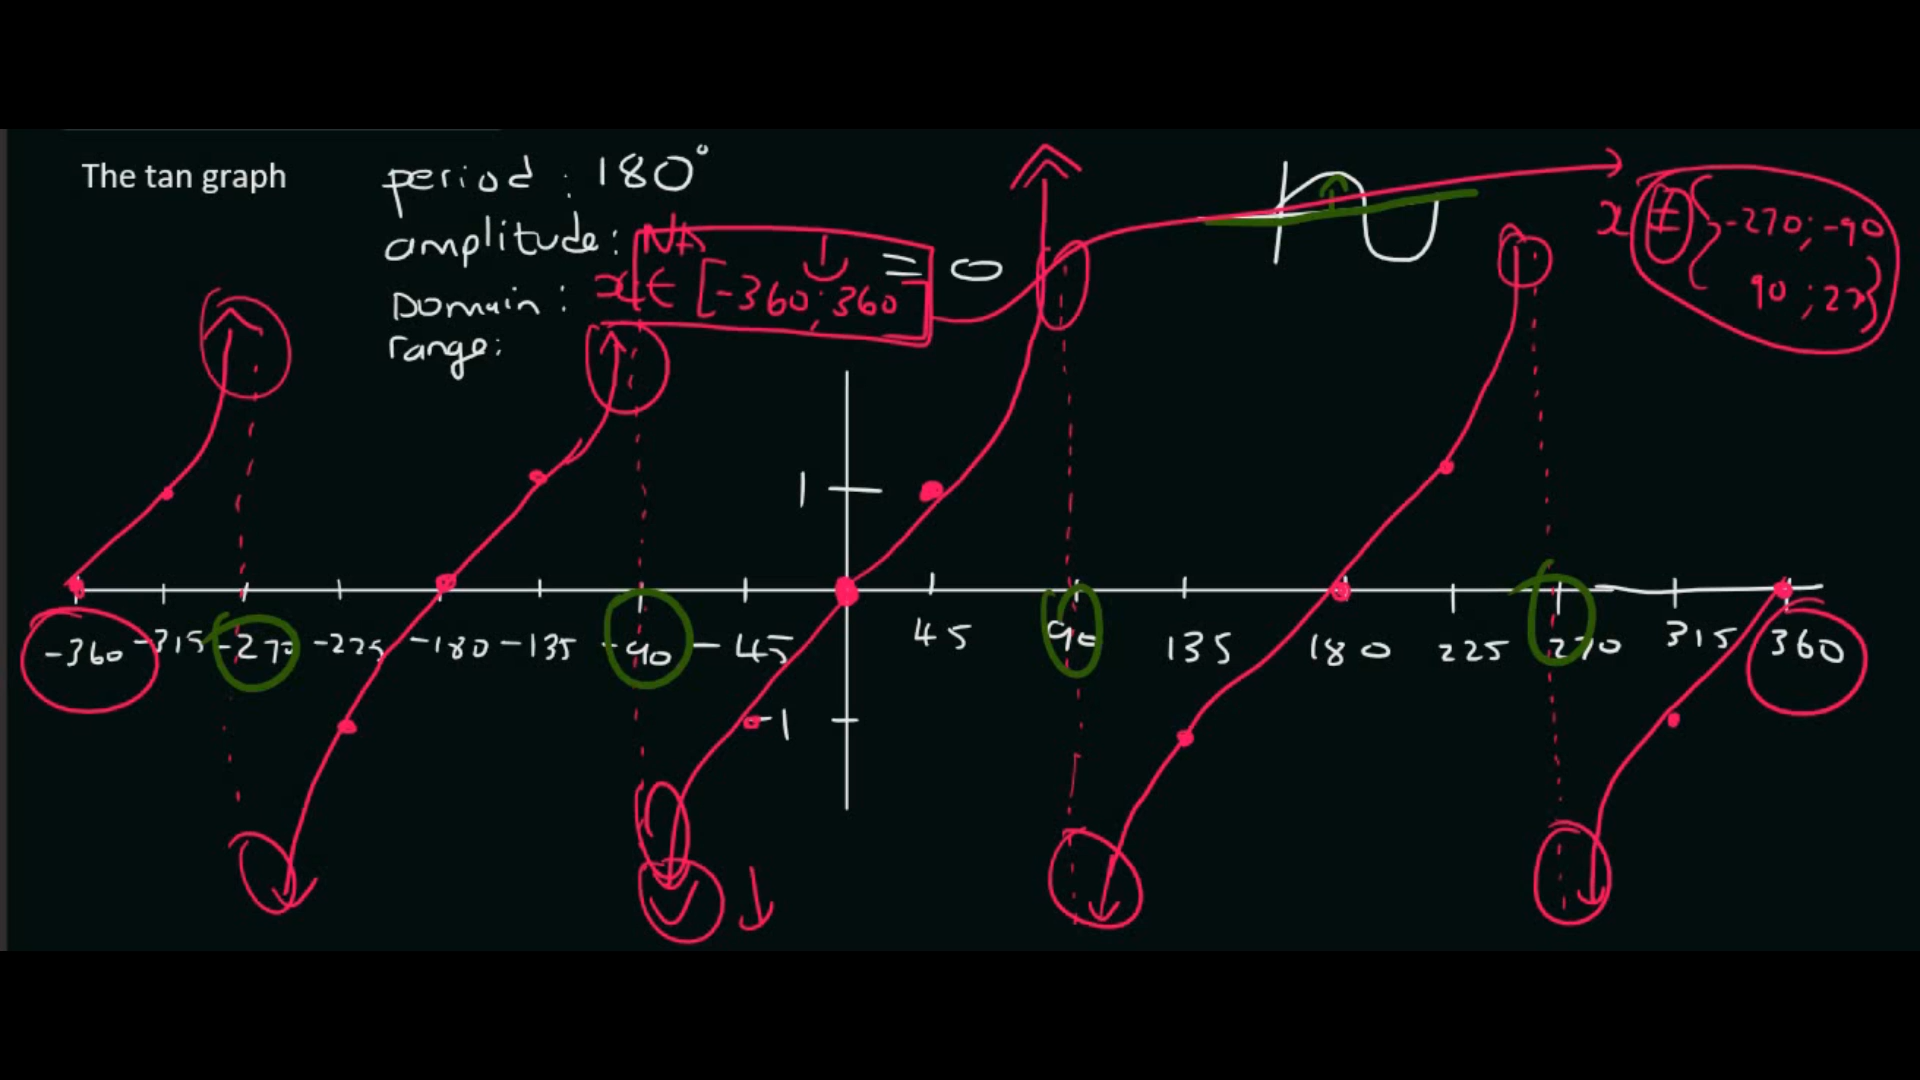 The tan graph
period : 180°
amplitude: NA
= 0
Domain : x ∈ [-360; 360]
range:
x ≠ { -270; -90
90 ; 27 }
1
-360 -315 -270 -225 -180 -135 -90 -45 45 90 135 180 225 270 315 360
-1